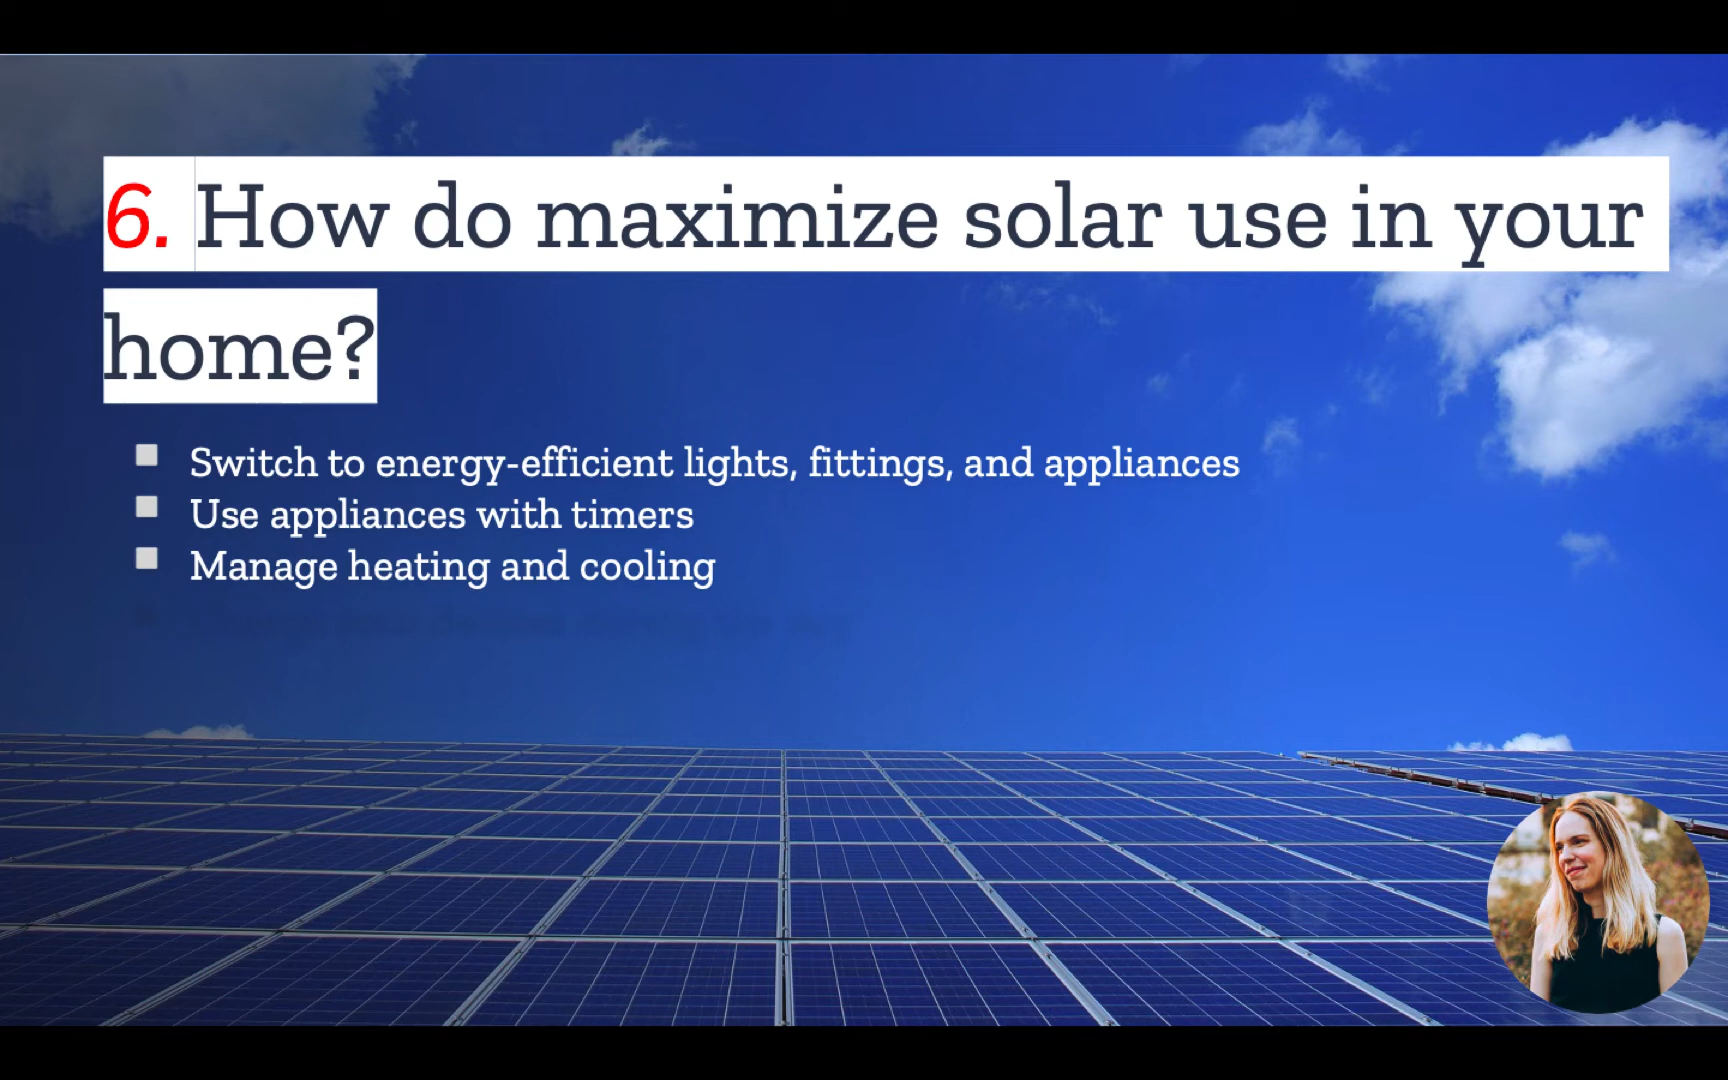 6. How do maximize solar use in your
home?
Switch to energy-efficient lights, fittings, and appliances
Use appliances with timers
Manage heating and cooling